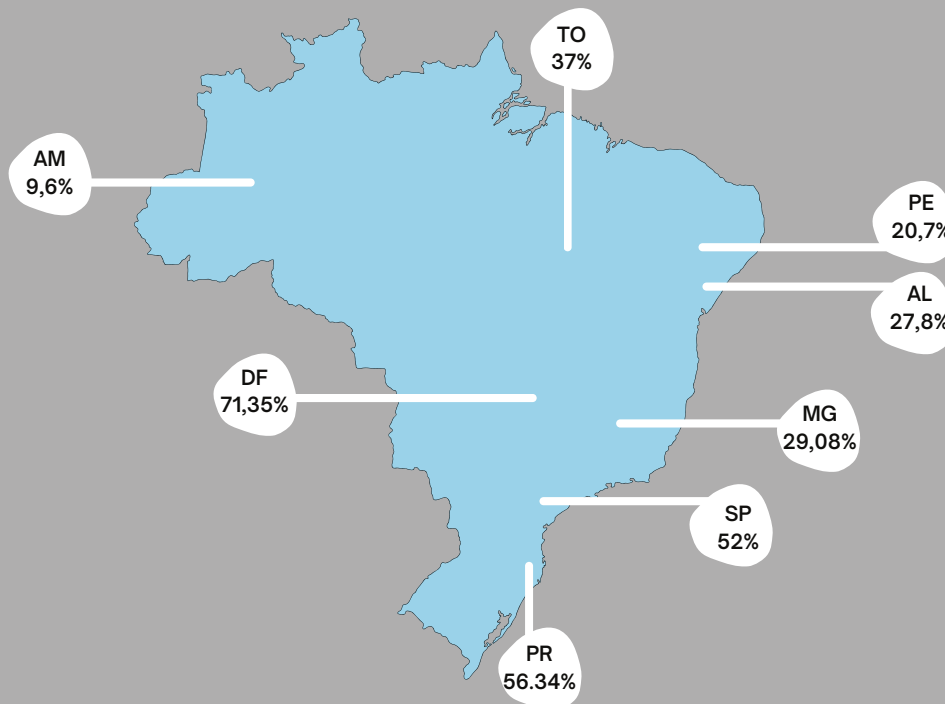 TO
37%
AM
9,6%
PE
20,7%
AL
27,8%
DF
71,35%
MG
29,08%
SP
52%
PR
56.34%